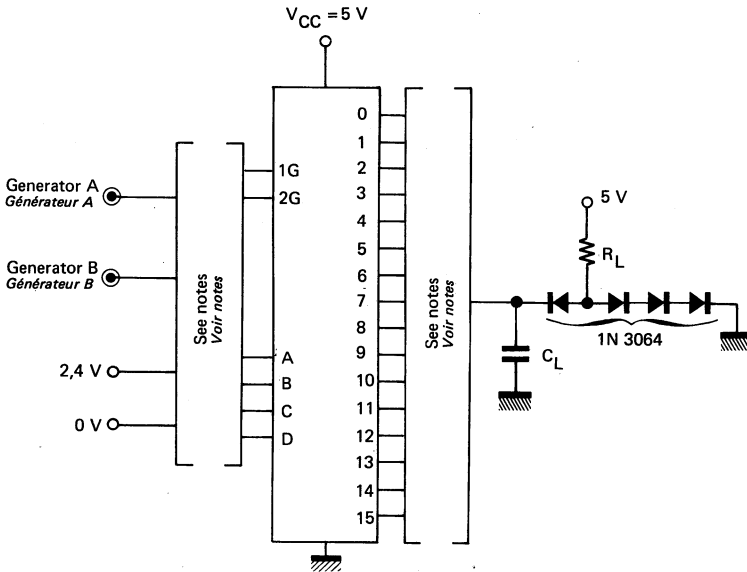 V_CC = 5 V
Generator A
Générateur A
Generator B
Générateur B
2,4 V
0 V
See notes
Voir notes
1G
2G
A
B
C
D
0
1
2
3
4
5
6
7
8
9
10
11
12
13
14
15
See notes
Voir notes
5 V
R_L
1N 3064
C_L